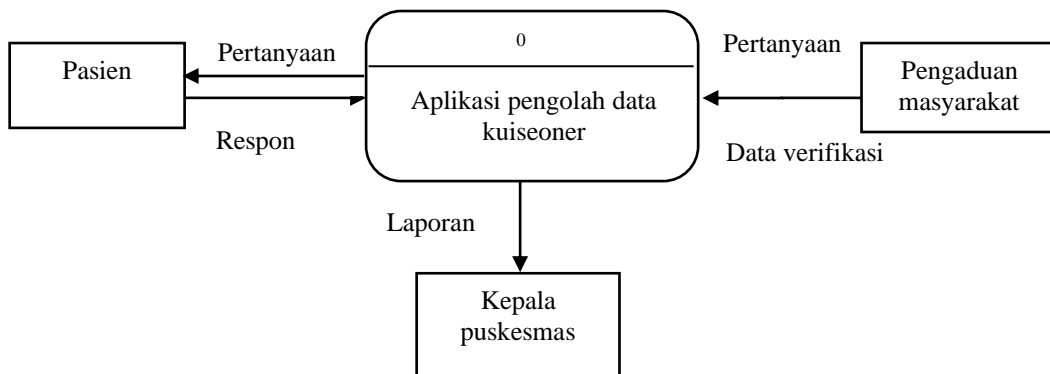 0
Pertanyaan
Pertanyaan
Pasien
Pengaduan
masyarakat
Aplikasi pengolah data
kuiseoner
Respon
Data verifikasi
Laporan
Kepala
puskesmas